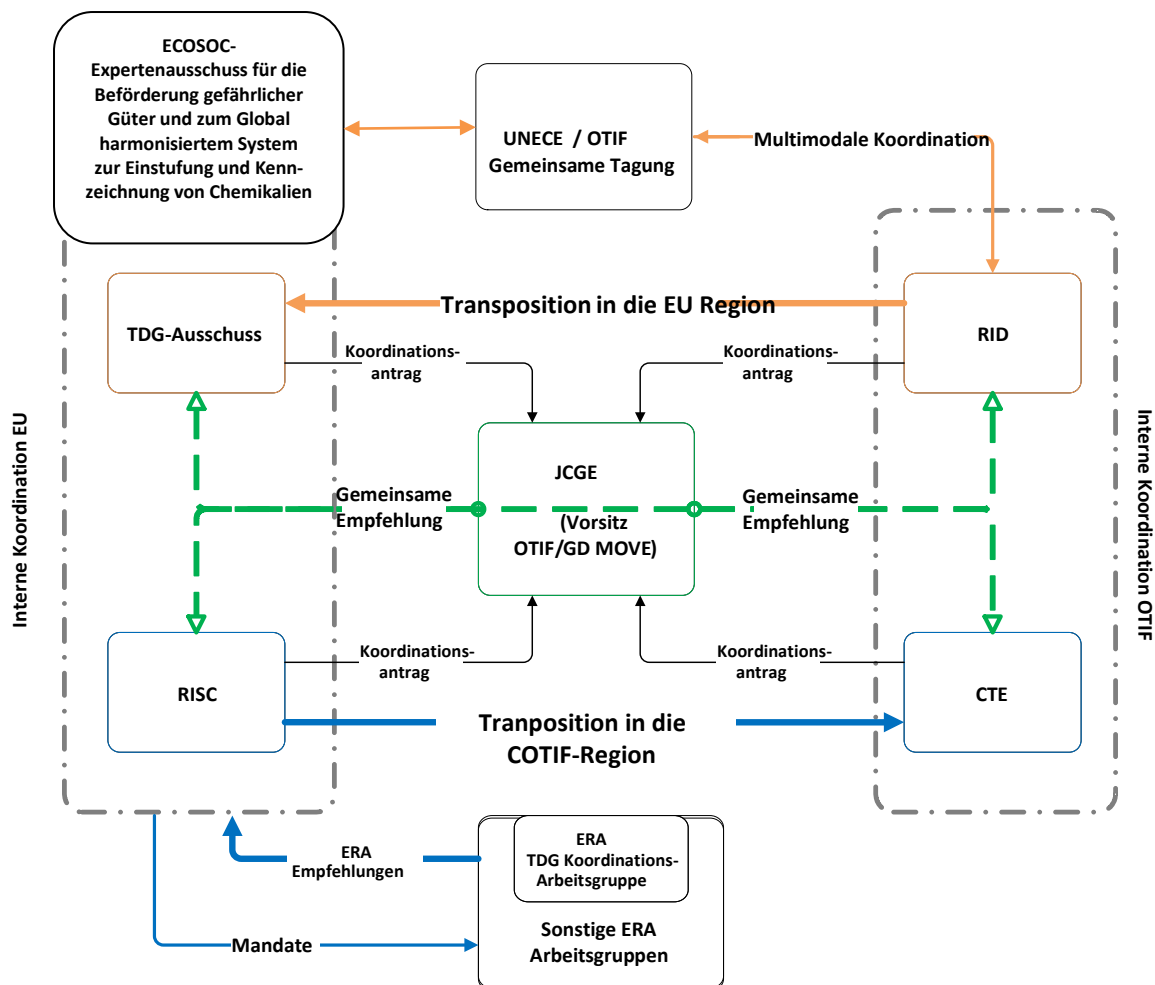 ECOSOC-
Expertenausschuss für die
Beförderung gefährlicher
Güter und zum Global
harmonisiertem System
zur Einstufung und Kenn-
zeichnung von Chemikalien
UNECE / OTIF
Gemeinsame Tagung
Multimodale Koordination
TDG-Ausschuss
Transposition in die EU Region
RID
Koordinations-
antrag
Koordinations-
antrag
Interne Koordination EU
Interne Koordination OTIF
JCGE
(Vorsitz
OTIF/GD MOVE)
Gemeinsame
Empfehlung
Gemeinsame
Empfehlung
RISC
Koordinations-
antrag
Koordinations-
antrag
CTE
Tranposition in die
COTIF-Region
ERA
Empfehlungen
ERA
TDG Koordinations-
Arbeitsgruppe
Mandate
Sonstige ERA
Arbeitsgruppen